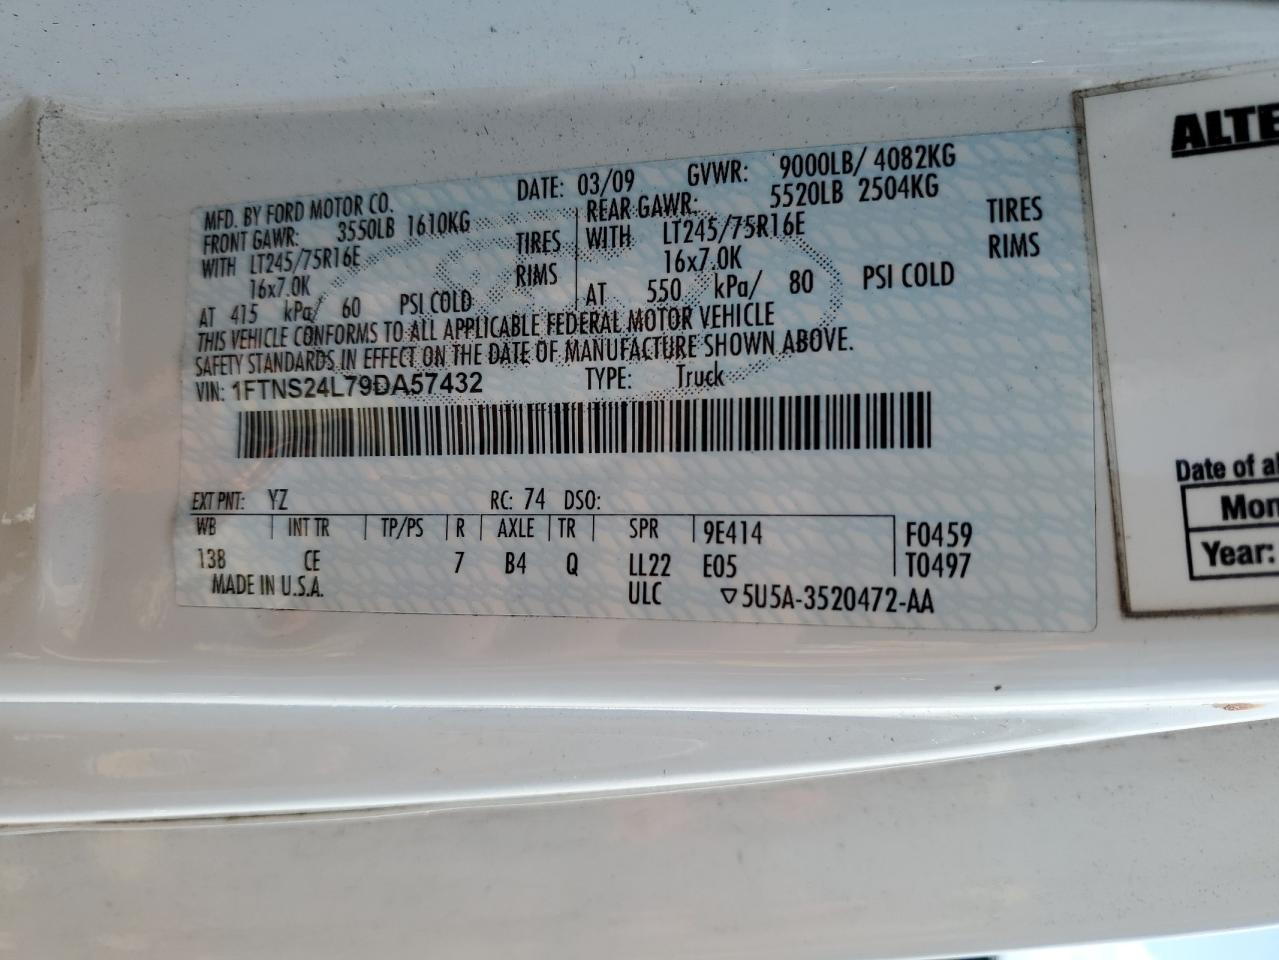 MFD. BY FORD MOTOR CO.
DATE: 03/09 GVWR: 9000LB/ 4082KG
FRONT GAWR: 3550LB 1610KG
REAR GAWR: 5520LB 2504KG
WITH LT245/75R16E TIRES
16x7.0K RIMS
AT 415 kPa/ 60 PSI COLD
WITH LT245/75R16E TIRES
16x7.0K RIMS
AT 550 kPa/ 80 PSI COLD
THIS VEHICLE CONFORMS TO ALL APPLICABLE FEDERAL MOTOR VEHICLE
SAFETY STANDARDS IN EFFECT ON THE DATE OF MANUFACTURE SHOWN ABOVE.
VIN: 1FTNS24L79DA57432 TYPE: Truck
EXT PNT: YZ RC: 74 DSO:
WB INT TR TP/PS R AXLE TR SPR 9E414 F0459
138 CE 7 B4 Q LL22 E05 T0497
MADE IN U.S.A. ULC ▽5U5A-3520472-AA
ALTE
Date of al
Mon
Year: